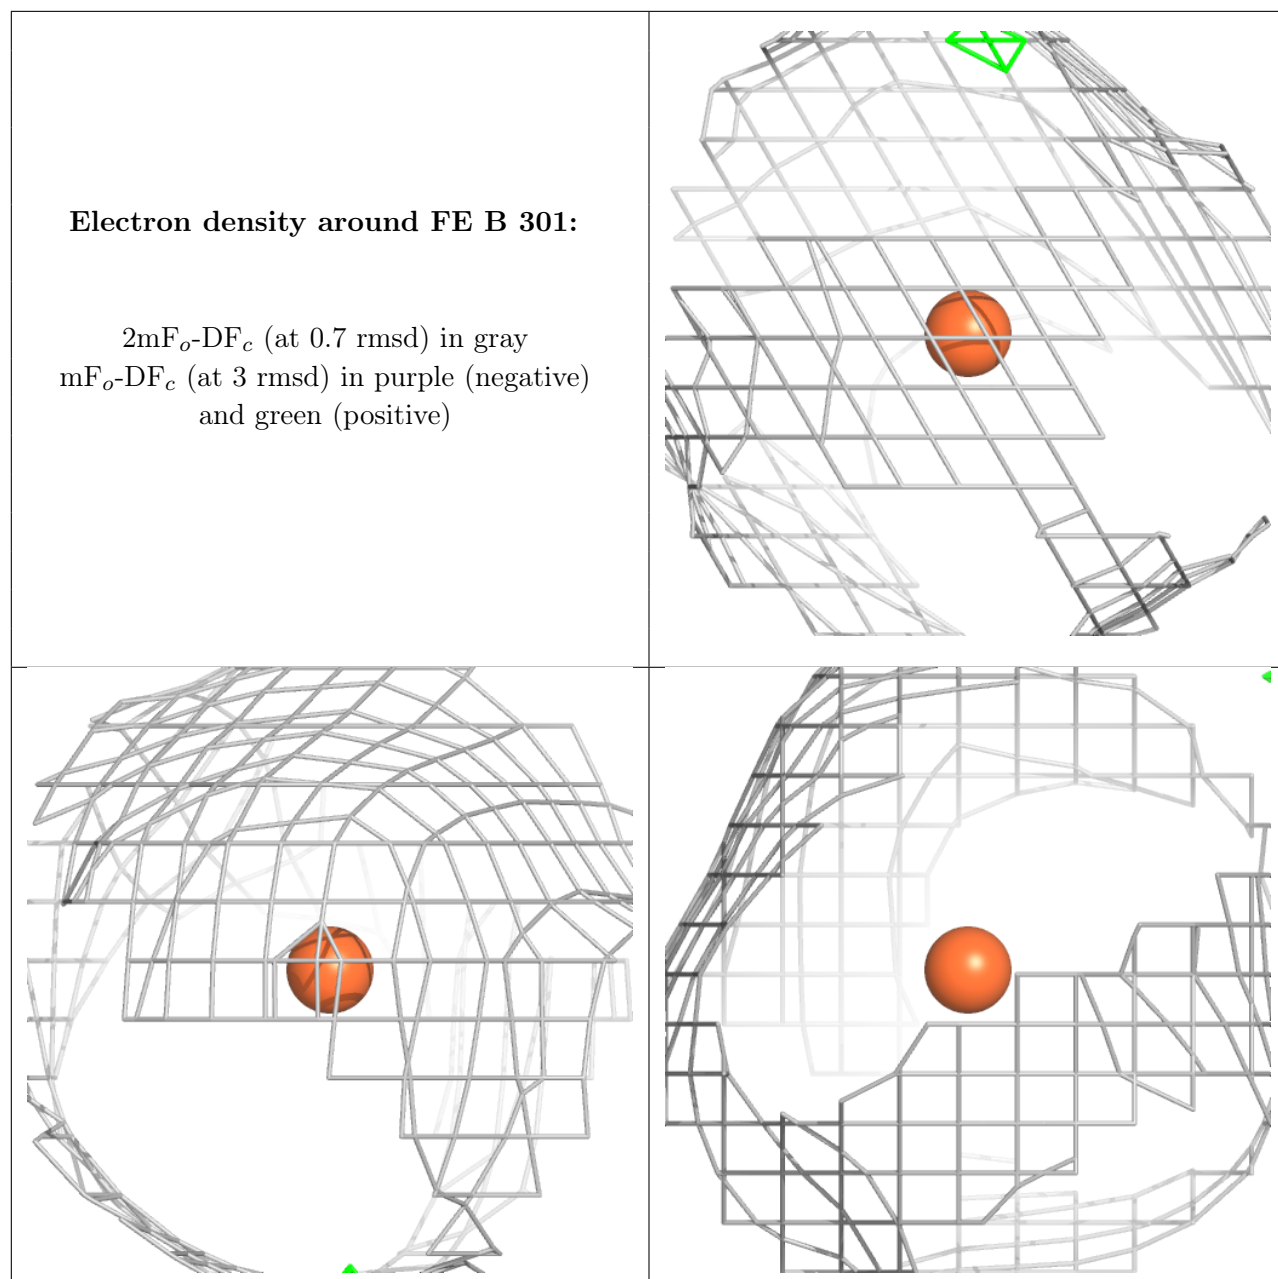 Electron density around FE B 301:
2mFo-DFc (at 0.7 rmsd) in gray
mFo-DFc (at 3 rmsd) in purple (negative)
and green (positive)